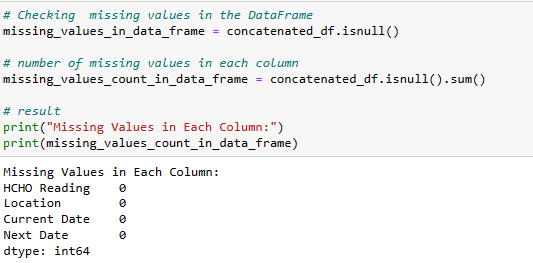 # Checking  missing values in the DataFrame
missing_values_in_data_frame = concatenated_df.isnull()
# number of missing values in each column
missing_values_count_in_data_frame = concatenated_df.isnull().sum()
# result
print("Missing Values in Each Column:")
print(missing_values_count_in_data_frame)
Missing Values in Each Column:
HCHO Reading    0
Location        0
Current Date    0
Next Date       0
dtype: int64